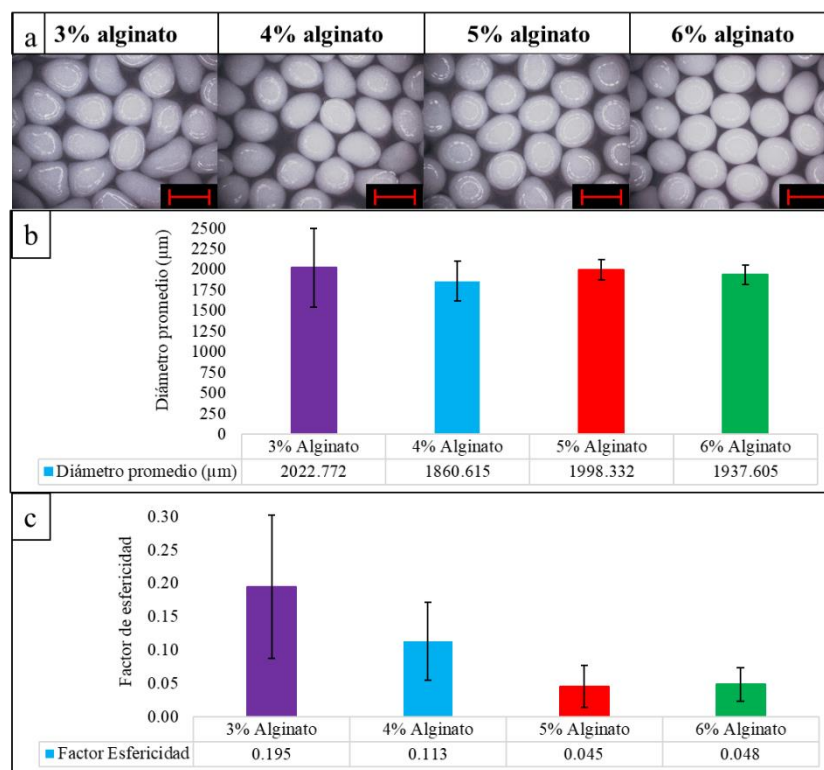 a
3% alginato 4% alginato 5% alginato 6% alginato
b
Diámetro promedio (µm)
2500
2250
2000
1750
1500
1250
1000
750
500
250
0
3% Alginato 4% Alginato 5% Alginato 6% Alginato
Diámetro promedio (µm) 2022.772 1860.615 1998.332 1937.605
c
Factor de esfericidad
0.30
0.25
0.20
0.15
0.10
0.05
0.00
3% Alginato 4% Alginato 5% Alginato 6% Alginato
Factor Esfericidad 0.195 0.113 0.045 0.048